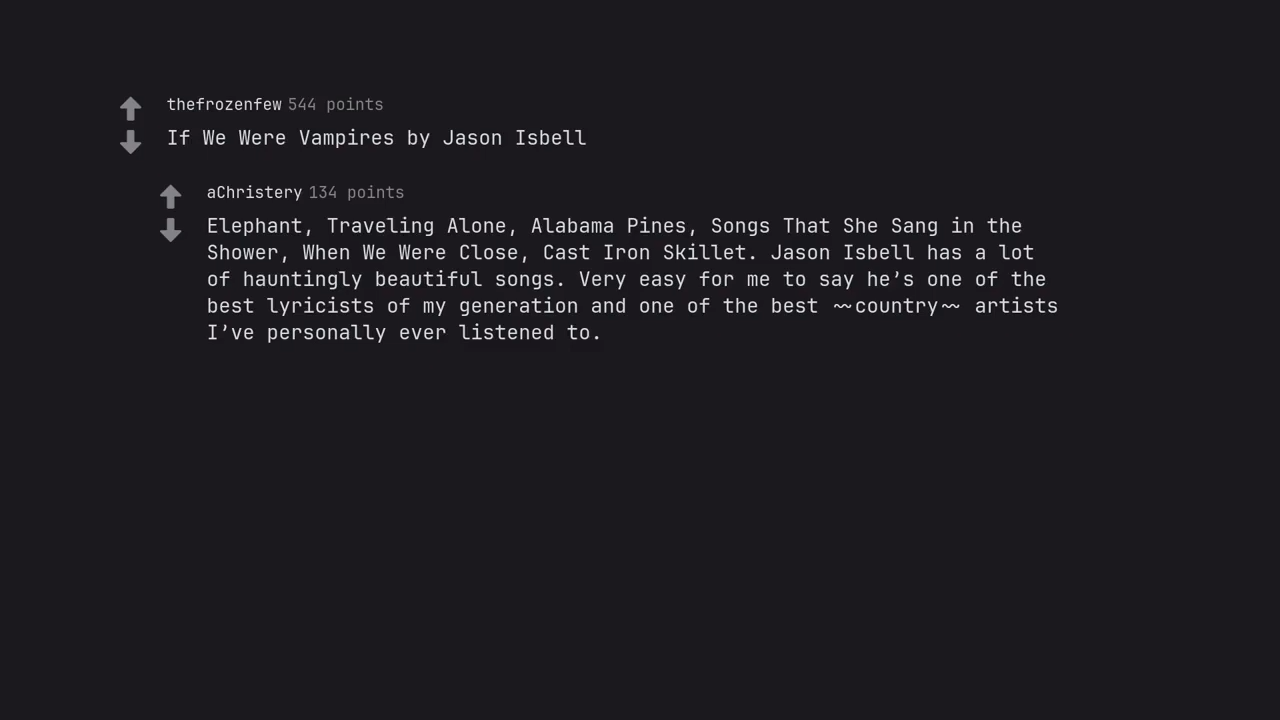 thefrozenfew 544 points
If We Were Vampires by Jason Isbell
aChristery 134 points
Elephant, Traveling Alone, Alabama Pines, Songs That She Sang in the
Shower, When We Were Close, Cast Iron Skillet. Jason Isbell has a lot
of hauntingly beautiful songs. Very easy for me to say he’s one of the
best lyricists of my generation and one of the best ~~country~~ artists
I’ve personally ever listened to.